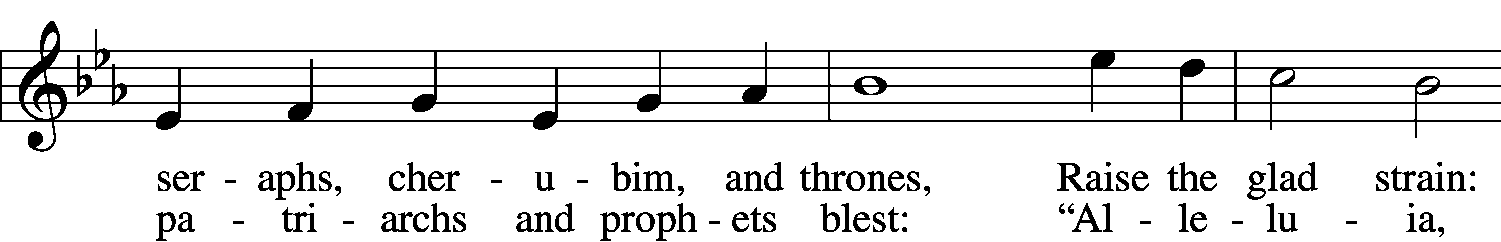 ser - aphs, cher - u - bim, and thrones, Raise the glad strain:
pa - tri - archs and proph - ets blest: “Al - le - lu - ia,